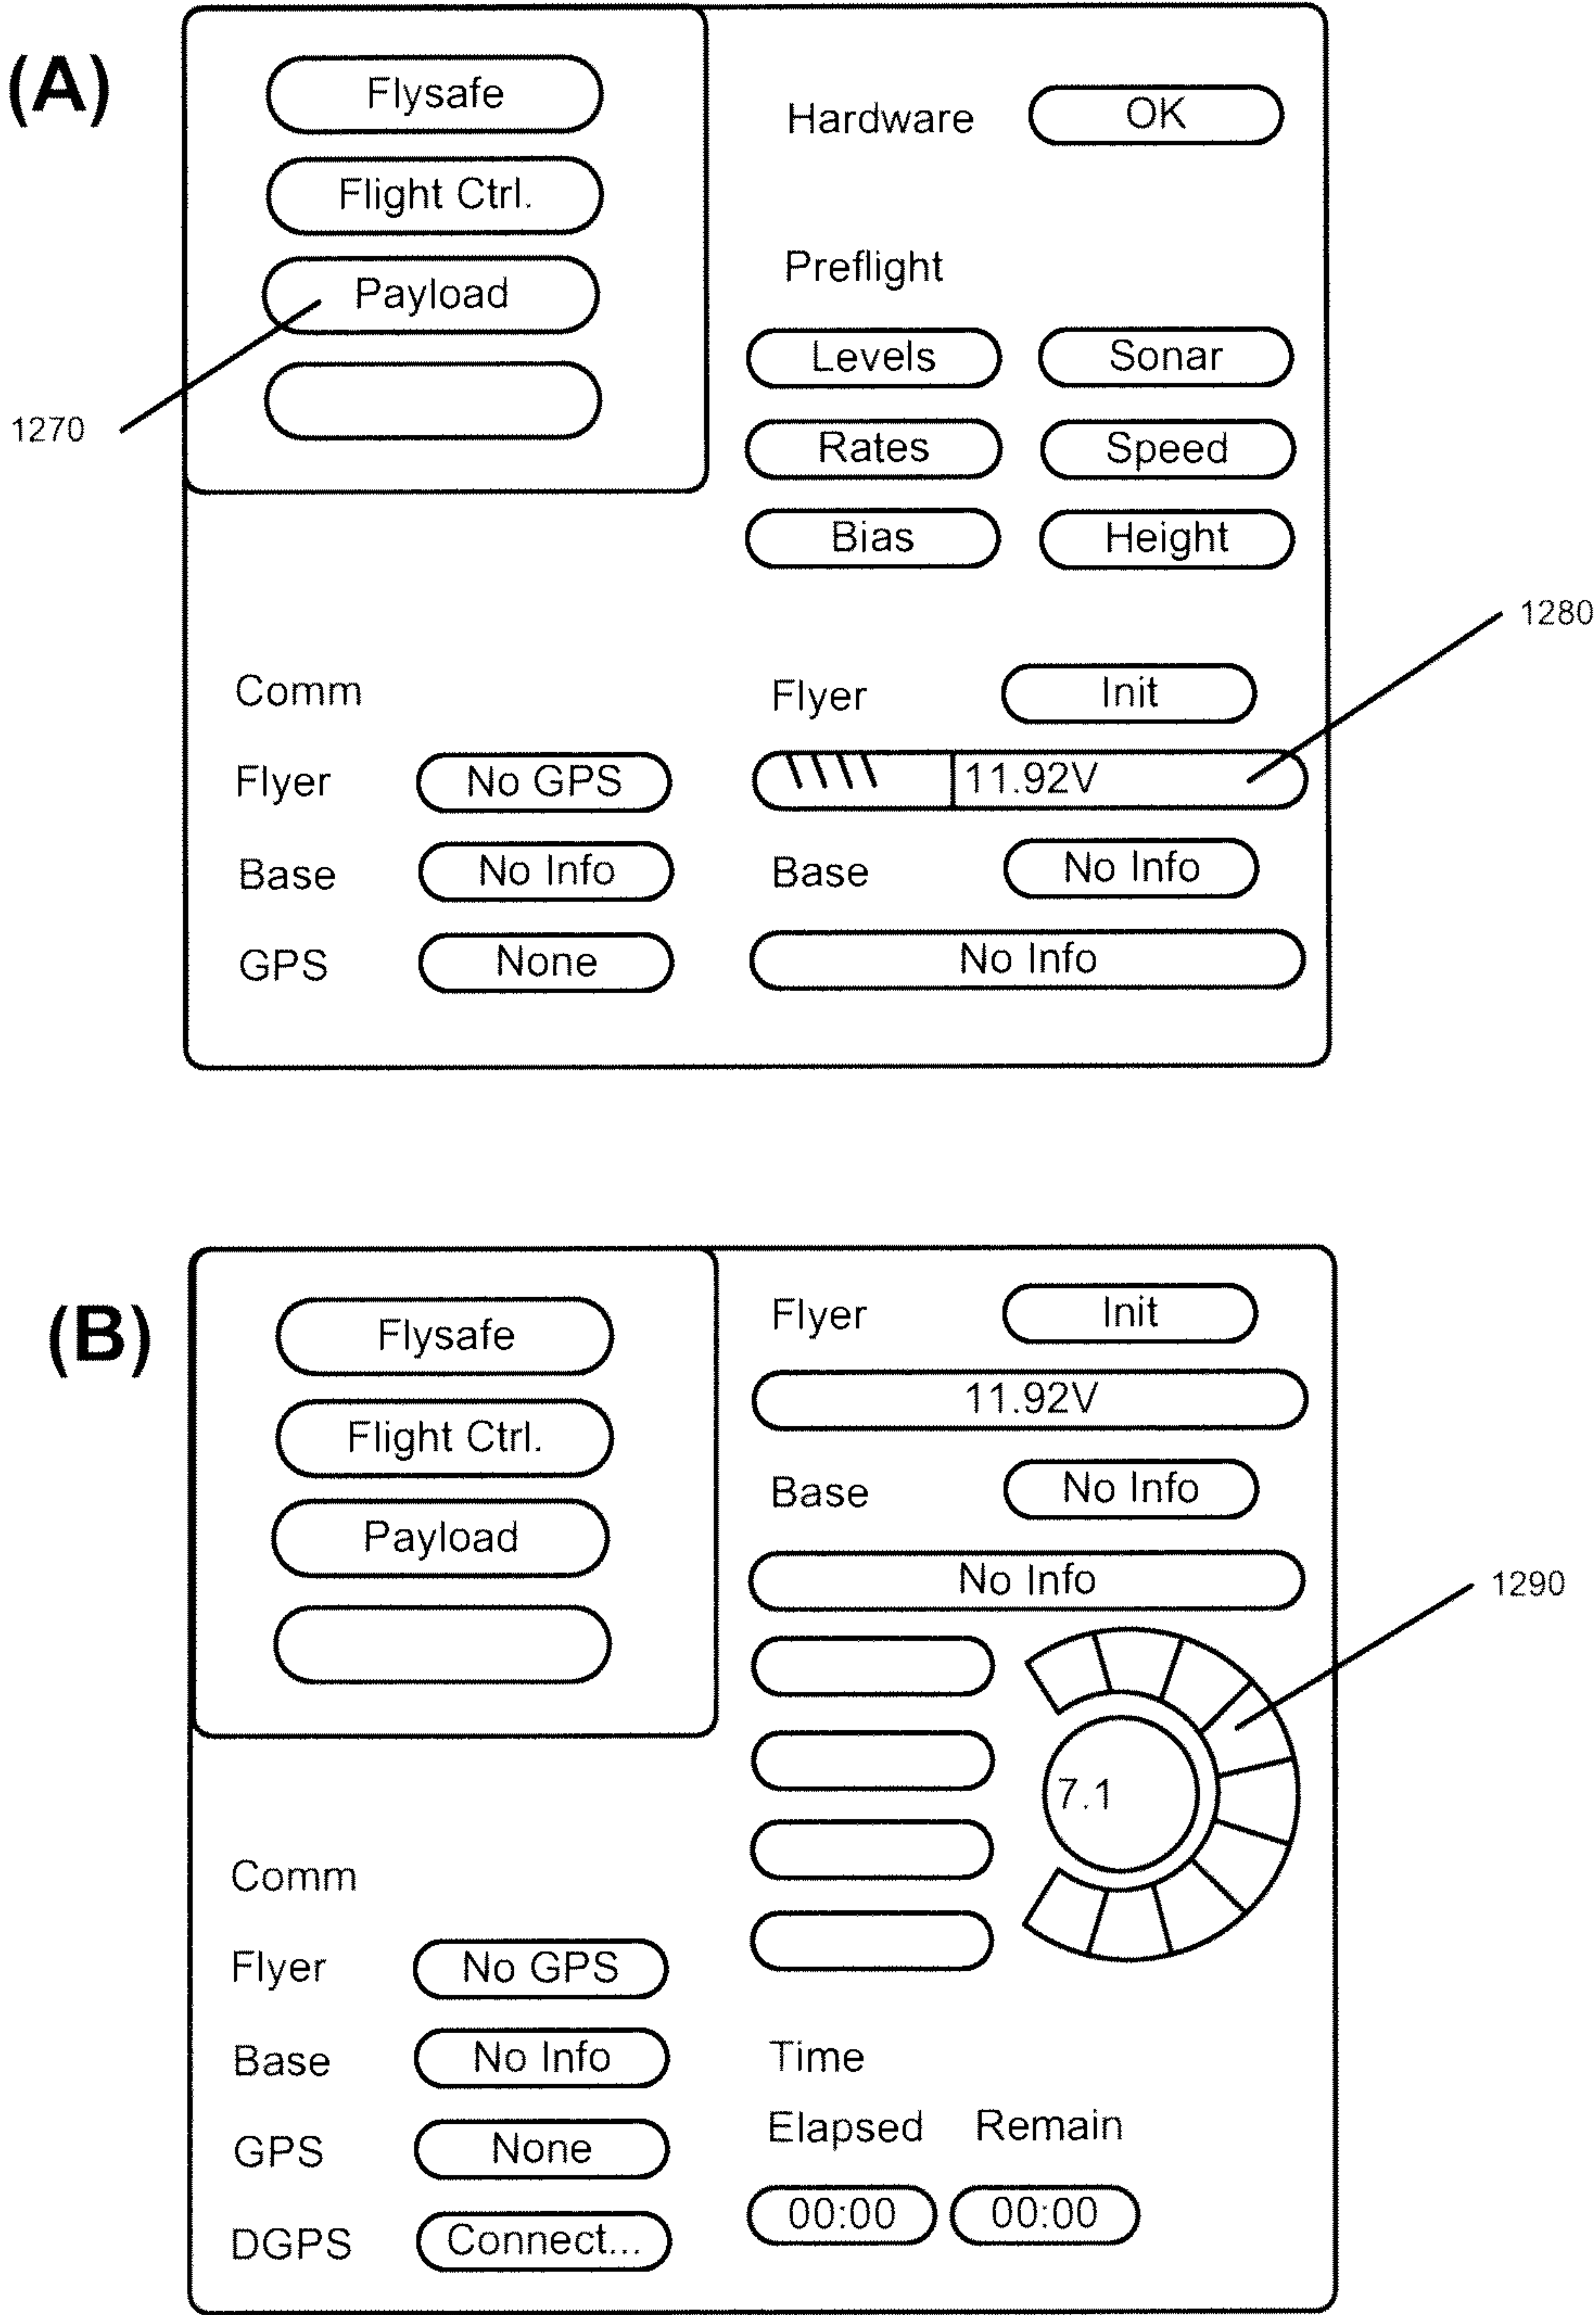 (A)
Flysafe
Flight Ctrl.
Payload
1270
Hardware OK
Preflight
Levels Sonar
Rates Speed
Bias Height
1280
Comm
Flyer No GPS
Base No Info
GPS None
Flyer Init
11.92V
Base No Info
No Info
(B)
Flysafe
Flight Ctrl.
Payload
Flyer Init
11.92V
Base No Info
No Info
1290
7.1
Comm
Flyer No GPS
Base No Info
GPS None
DGPS Connect...
Time
Elapsed Remain
00:00 00:00